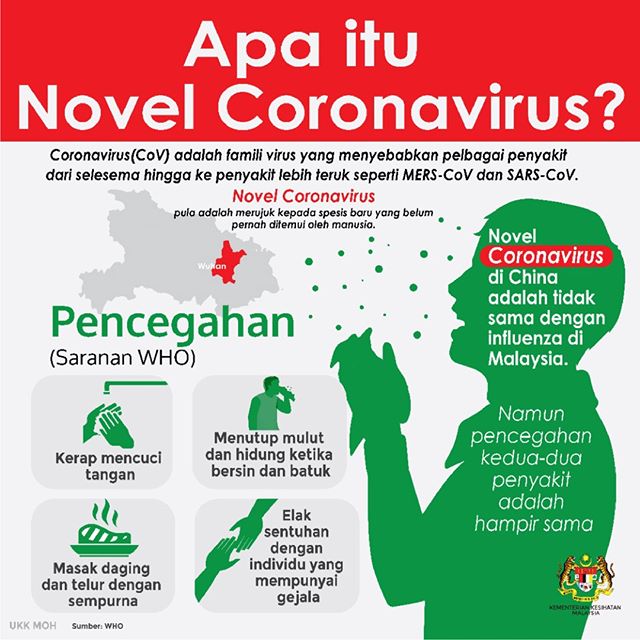 Apa itu
Novel Coronavirus?
Coronavirus(CoV) adalah famili virus yang menyebabkan pelbagai penyakit
dari selesema hingga ke penyakit lebih teruk seperti MERS-CoV dan SARS-CoV.
Novel Coronavirus
pula adalah merujuk kepada spesis baru yang belum
pernah ditemui oleh manusia.
Wuhan
Novel
Coronavirus
di China
adalah tidak
sama dengan
influenza di
Malaysia.
Pencegahan
(Saranan WHO)
Kerap mencuci
tangan
Menutup mulut
dan hidung ketika
bersin dan batuk
Masak daging
dan telur dengan
sempurna
Elak
sentuhan
dengan
individu yang
mempunyai
gejala
Namun
pencegahan
kedua-dua
penyakit
adalah
hampir sama
KEMENTERIAN KESIHATAN
MALAYSIA
UKK MOH
Sumber: WHO